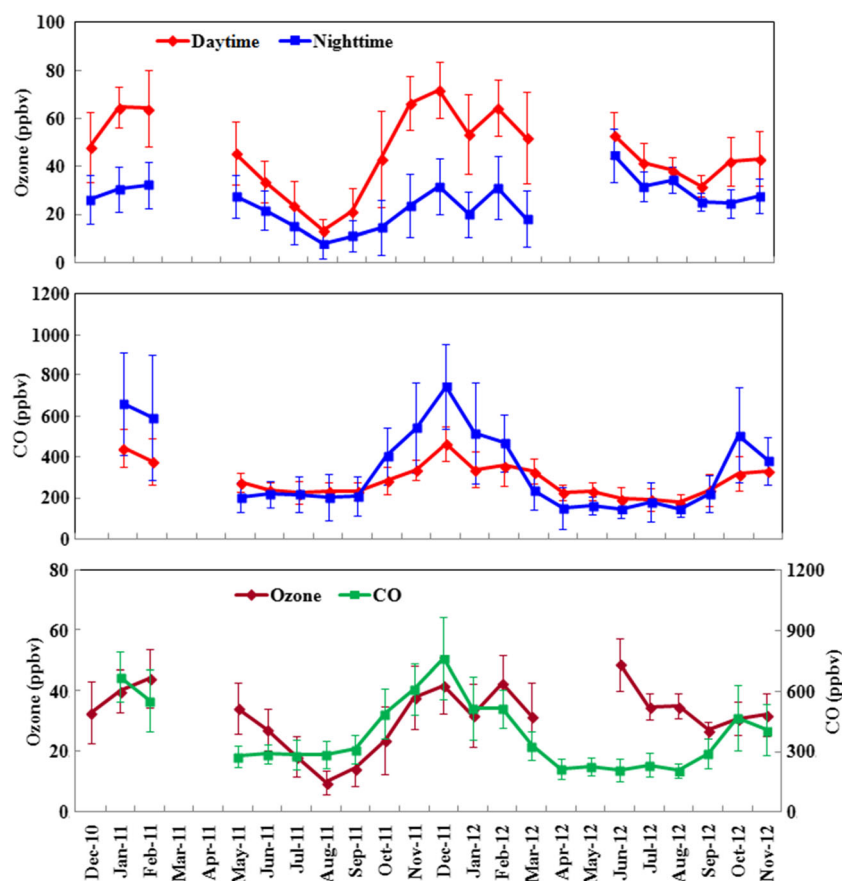 100
80
60
40
20
0
Ozone (ppbv)
Daytime Nighttime
1200
1000
800
600
400
200
0
CO (ppbv)
80
60
40
20
0
Ozone (ppbv)
Ozone CO
1200
900
600
300
0
CO (ppbv)
Dec-10
Jan-11
Feb-11
Mar-11
Apr-11
May-11
Jun-11
Jul-11
Aug-11
Sep-11
Oct-11
Nov-11
Dec-11
Jan-12
Feb-12
Mar-12
Apr-12
May-12
Jun-12
Jul-12
Aug-12
Sep-12
Oct-12
Nov-12